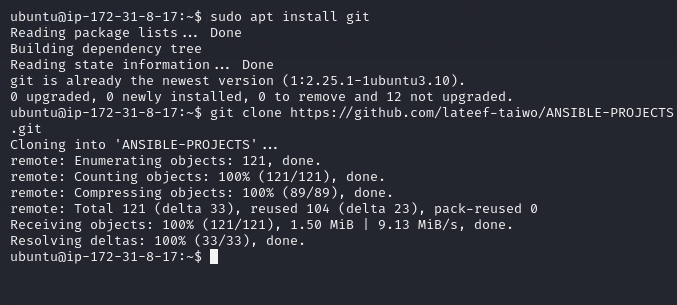 ubuntu@ip-172-31-8-17:~$ sudo apt install git
Reading package lists... Done
Building dependency tree
Reading state information... Done
git is already the newest version (1:2.25.1-1ubuntu3.10).
0 upgraded, 0 newly installed, 0 to remove and 12 not upgraded.
ubuntu@ip-172-31-8-17:~$ git clone https://github.com/lateef-taiwo/ANSIBLE-PROJECTS
.git
Cloning into 'ANSIBLE-PROJECTS'...
remote: Enumerating objects: 121, done.
remote: Counting objects: 100% (121/121), done.
remote: Compressing objects: 100% (89/89), done.
remote: Total 121 (delta 33), reused 104 (delta 23), pack-reused 0
Receiving objects: 100% (121/121), 1.50 MiB | 9.13 MiB/s, done.
Resolving deltas: 100% (33/33), done.
ubuntu@ip-172-31-8-17:~$